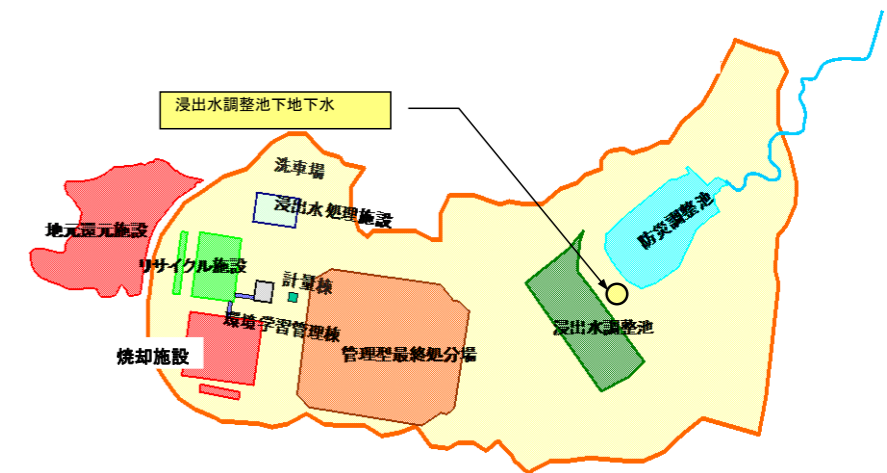 浸出水調整池下地下水
洗車場
浸出水処理施設
防災調整池
地元還元施設
リサイクル施設
計量棟
環境学習管理棟
浸出水調整池
焼却施設
管理型最終処分場